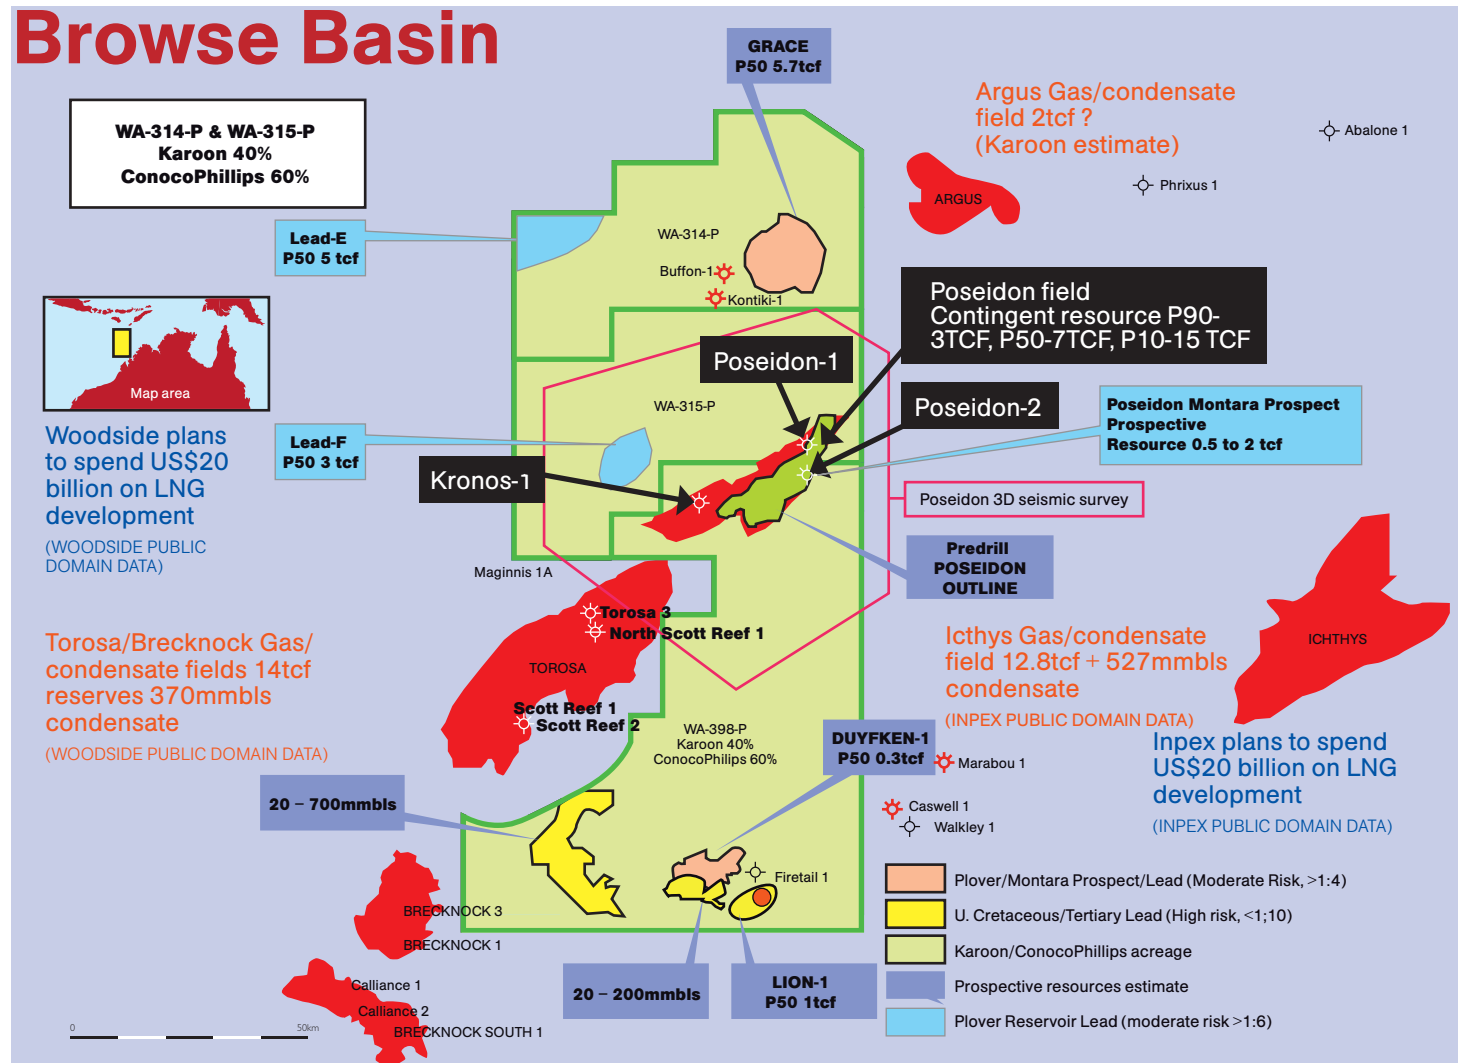 Browse Basin
GRACE
P50 5.7tcf
Argus Gas/condensate
field 2tcf ?
(Karoon estimate)
Abalone 1
WA-314-P & WA-315-P
Karoon 40%
ConocoPhillips 60%
Phrixus 1
ARGUS
Lead-E
P50 5 tcf
WA-314-P
Buffon-1
Kontiki-1
Poseidon field
Contingent resource P90-
3TCF, P50-7TCF, P10-15 TCF
Map area
Poseidon-1
Poseidon-2
WA-315-P
Poseidon Montara Prospect
Prospective
Resource 0.5 to 2 tcf
Woodside plans
to spend US$20
billion on LNG
development
(WOODSIDE PUBLIC
DOMAIN DATA)
Lead-F
P50 3 tcf
Kronos-1
Poseidon 3D seismic survey
Predrill
POSEIDON
OUTLINE
Maginnis 1A
Torosa 3
North Scott Reef 1
TOROSA
Scott Reef 1
Scott Reef 2
Torosa/Brecknock Gas/
condensate fields 14tcf
reserves 370mmbls
condensate
(WOODSIDE PUBLIC DOMAIN DATA)
Icthys Gas/condensate
field 12.8tcf + 527mmbls
condensate
(INPEX PUBLIC DOMAIN DATA)
ICHTHYS
WA-398-P
Karoon 40%
ConocoPhilips 60%
DUYFKEN-1
P50 0.3tcf
Marabou 1
Inpex plans to spend
US$20 billion on LNG
development
(INPEX PUBLIC DOMAIN DATA)
20 – 700mmbls
Caswell 1
Walkley 1
Firetail 1
BRECKNOCK 3
BRECKNOCK 1
Calliance 1
Calliance 2
BRECKNOCK SOUTH 1
20 – 200mmbls
LION-1
P50 1tcf
Plover/Montara Prospect/Lead (Moderate Risk, >1:4)
U. Cretaceous/Tertiary Lead (High risk, <1;10)
Karoon/ConocoPhillips acreage
Prospective resources estimate
Plover Reservoir Lead (moderate risk >1:6)
0
50km